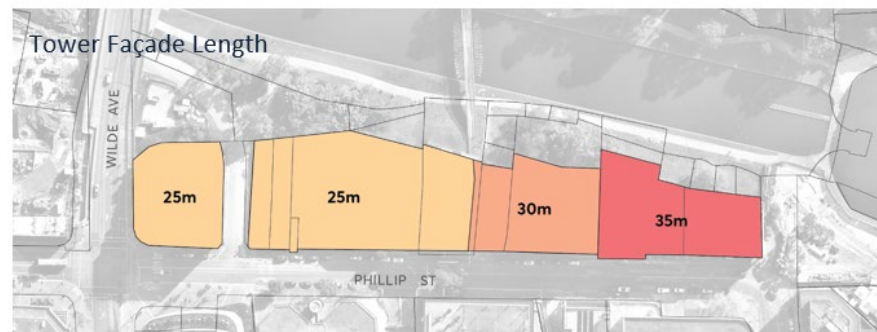 Tower Façade Length
WILDE AVE
25m
25m
30m
35m
PHILLIP ST